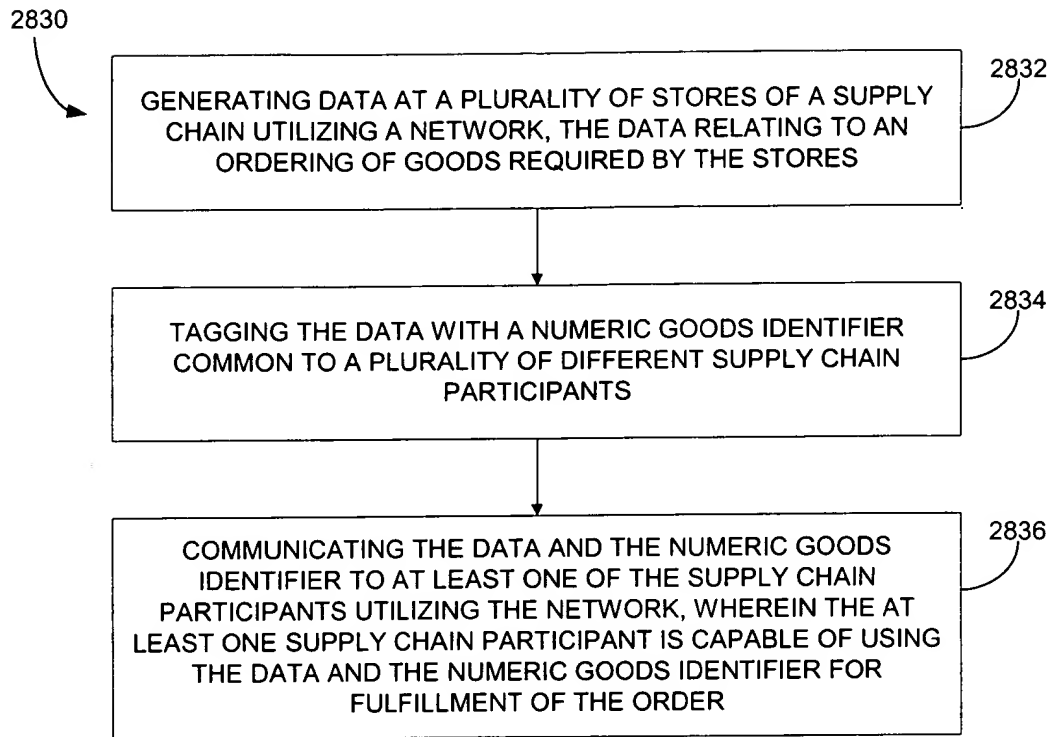 2830
2832
GENERATING DATA AT A PLURALITY OF STORES OF A SUPPLY
CHAIN UTILIZING A NETWORK, THE DATA RELATING TO AN
ORDERING OF GOODS REQUIRED BY THE STORES
2834
TAGGING THE DATA WITH A NUMERIC GOODS IDENTIFIER
COMMON TO A PLURALITY OF DIFFERENT SUPPLY CHAIN
PARTICIPANTS
2836
COMMUNICATING THE DATA AND THE NUMERIC GOODS
IDENTIFIER TO AT LEAST ONE OF THE SUPPLY CHAIN
PARTICIPANTS UTILIZING THE NETWORK, WHEREIN THE AT
LEAST ONE SUPPLY CHAIN PARTICIPANT IS CAPABLE OF USING
THE DATA AND THE NUMERIC GOODS IDENTIFIER FOR
FULFILLMENT OF THE ORDER